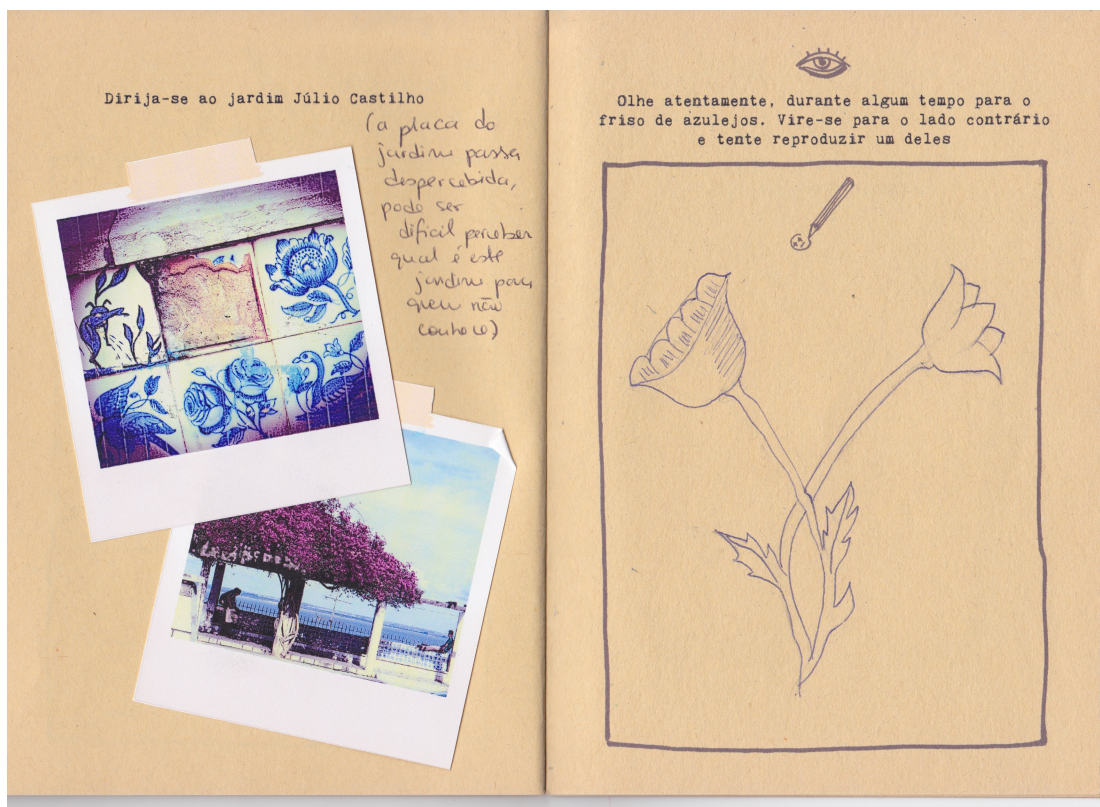 Dirija-se ao jardim Júlio Castilho
(a placa do
jardim passa
despercebida,
pode ser
difícil perceber
qual é este
jardim para
quem não
conhece)
Olhe atentamente, durante algum tempo para o
friso de azulejos. Vire-se para o lado contrário
e tente reproduzir um deles